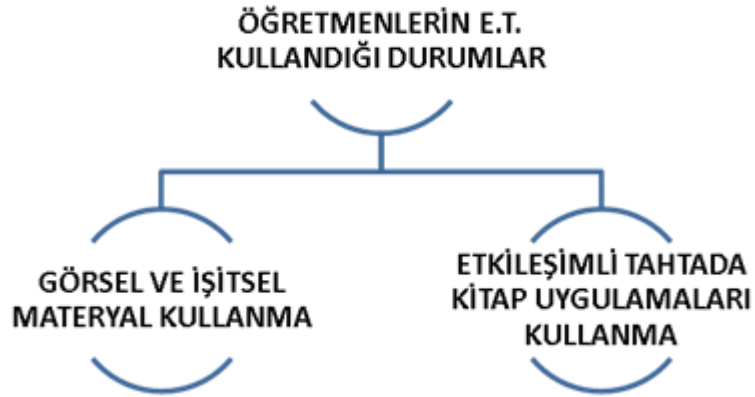 ÖĞRETMENLERİN E.T.
KULLANDIĞI DURUMLAR
GÖRSEL VE İŞİTSEL
MATERYAL KULLANMA
ETKİLEŞİMLİ TAHTADA
KİTAP UYGULAMALARI
KULLANMA